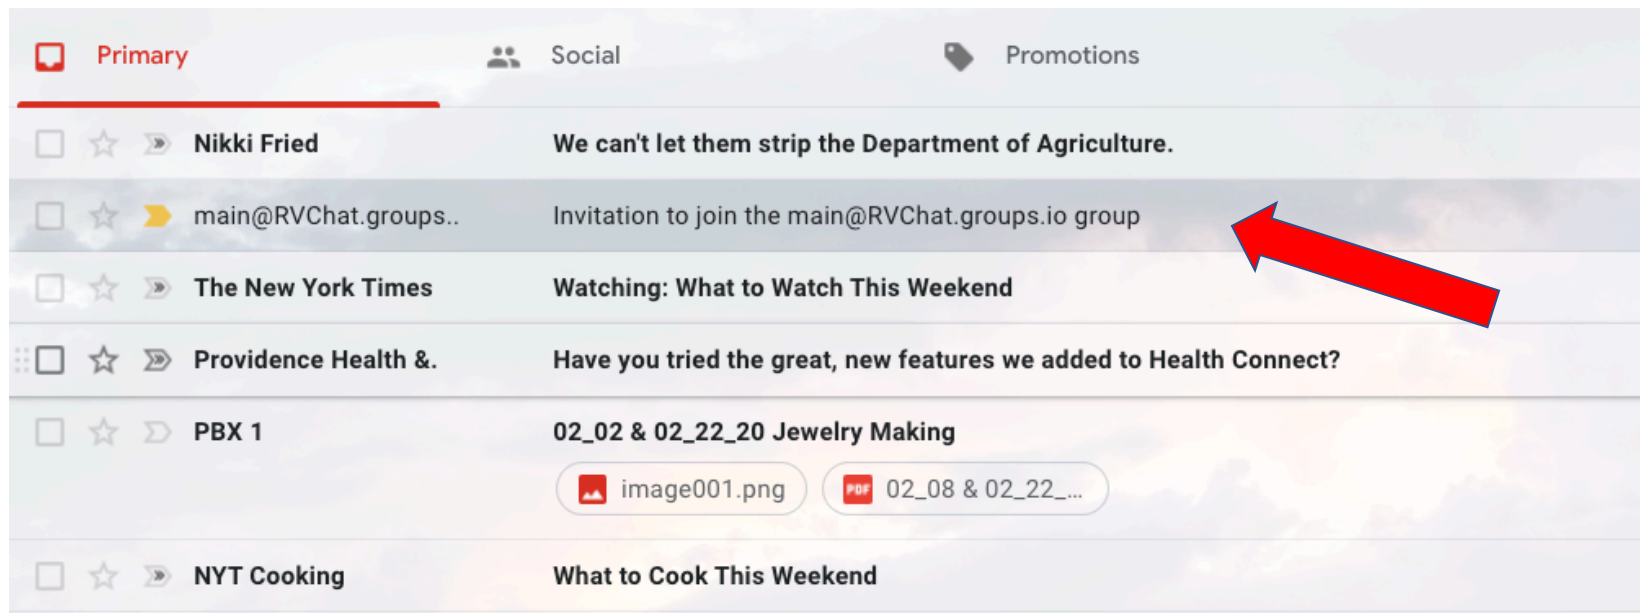 Primary Social Promotions
Nikki Fried We can't let them strip the Department of Agriculture.
main@RVChat.groups.. Invitation to join the main@RVChat.groups.io group
The New York Times Watching: What to Watch This Weekend
Providence Health &. Have you tried the great, new features we added to Health Connect?
PBX 1 02_02 & 02_22_20 Jewelry Making
image001.png PDF 02_08 & 02_22_...
NYT Cooking What to Cook This Weekend